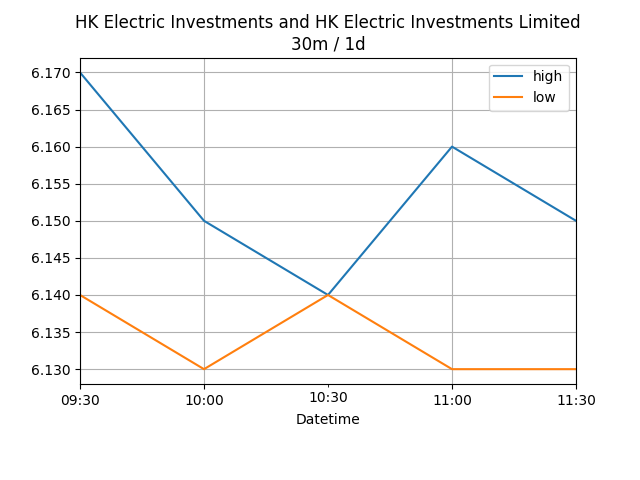 HK Electric Investments and HK Electric Investments Limited
30m / 1d
high
low
6.170
6.165
6.160
6.155
6.150
6.145
6.140
6.135
6.130
09:30
10:00
10:30
11:00
11:30
Datetime